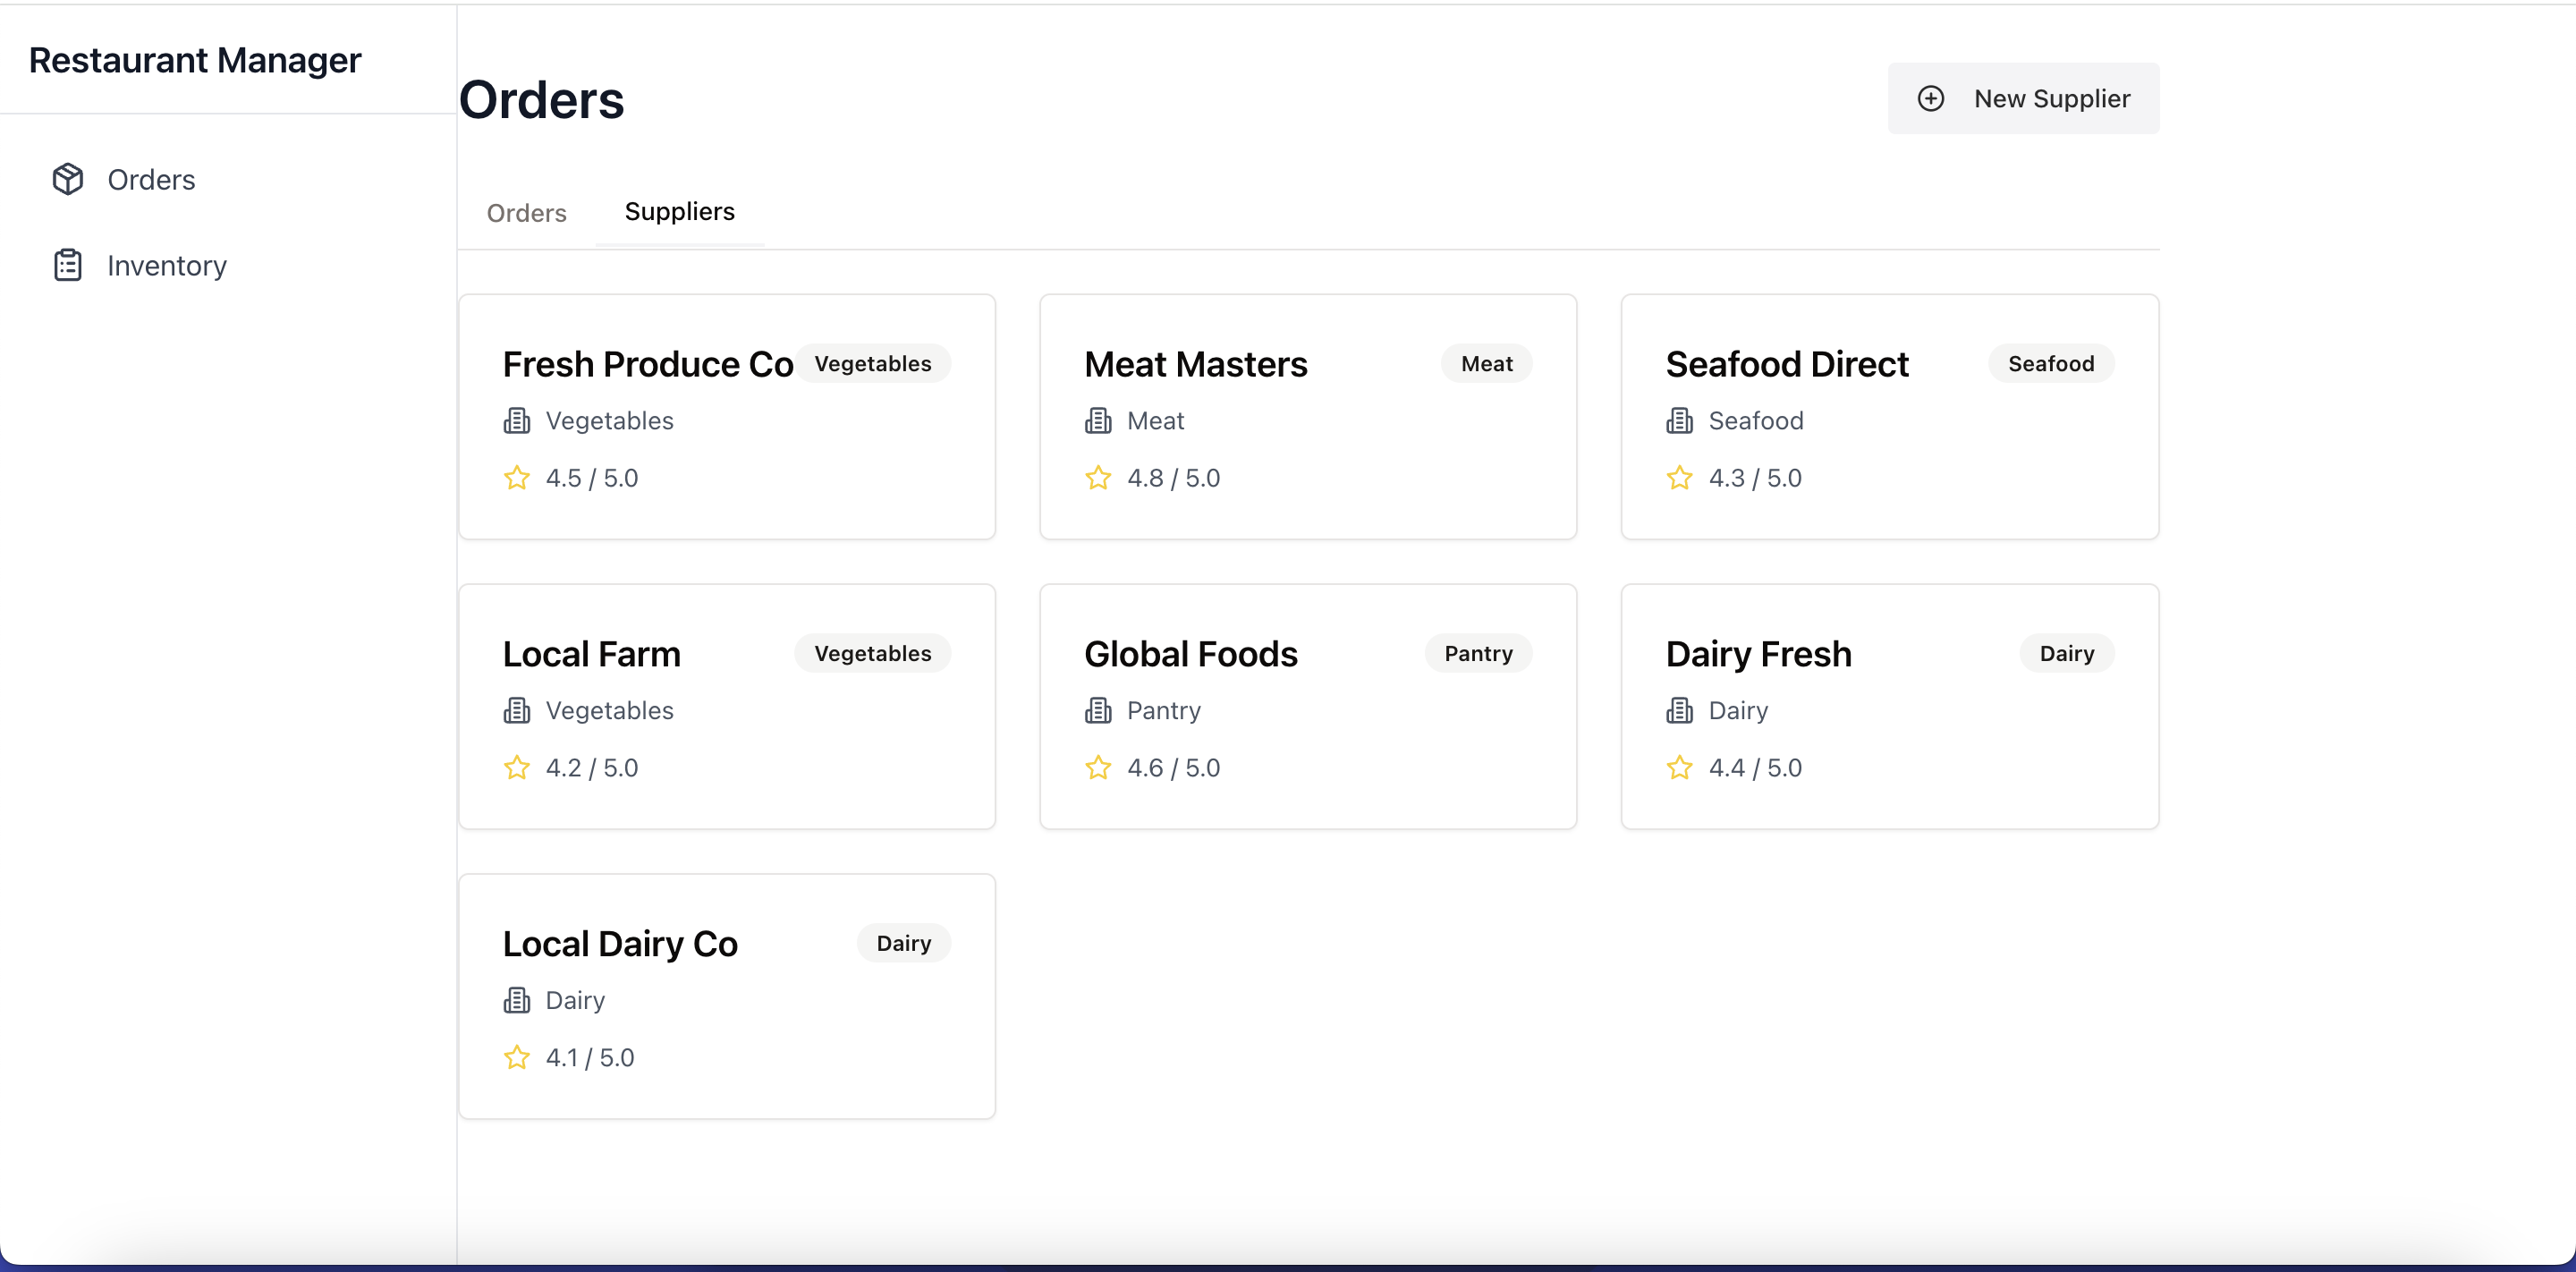 Restaurant Manager
Orders
Inventory
Orders
New Supplier
Orders Suppliers
Fresh Produce Co Vegetables
Vegetables
4.5 / 5.0
Meat Masters Meat
Meat
4.8 / 5.0
Seafood Direct Seafood
Seafood
4.3 / 5.0
Local Farm Vegetables
Vegetables
4.2 / 5.0
Global Foods Pantry
Pantry
4.6 / 5.0
Dairy Fresh Dairy
Dairy
4.4 / 5.0
Local Dairy Co Dairy
Dairy
4.1 / 5.0